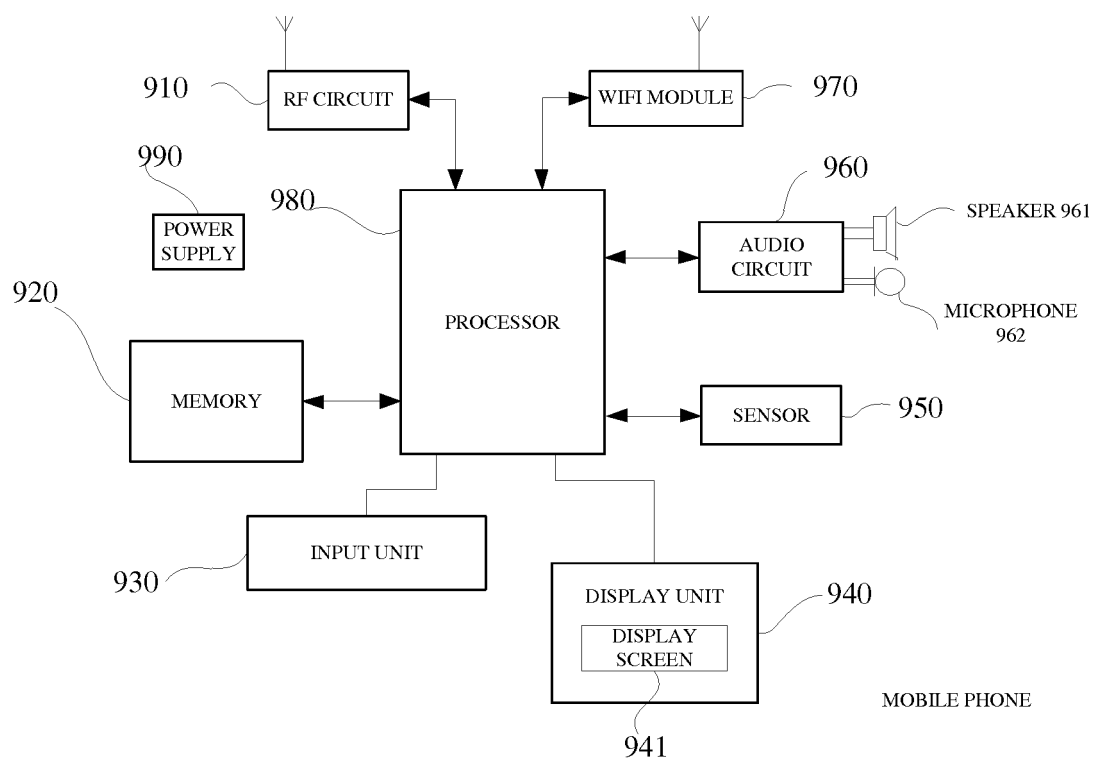 910
RF CIRCUIT
WIFI MODULE
970
990
POWER
SUPPLY
980
960
AUDIO
CIRCUIT
SPEAKER 961
MICROPHONE
962
920
MEMORY
PROCESSOR
SENSOR
950
INPUT UNIT
930
DISPLAY UNIT
940
DISPLAY
SCREEN
941
MOBILE PHONE